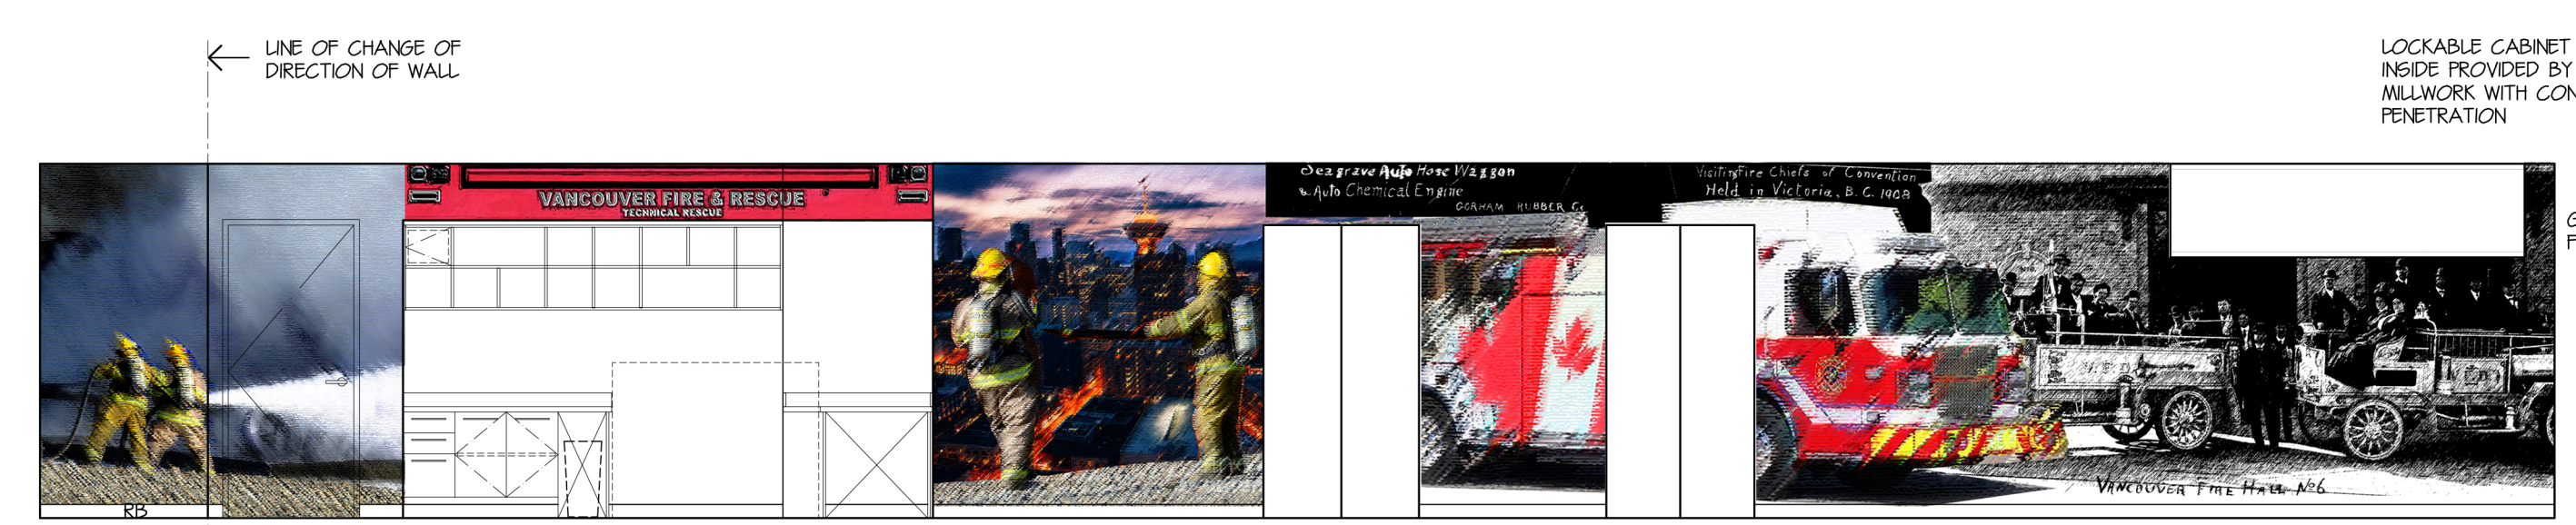 LINE OF CHANGE OF
DIRECTION OF WALL
LOCKABLE CABINET
INSIDE PROVIDED BY
MILLWORK WITH CON
PENETRATION
VANCOUVER FIRE & RESCUE
TECHNICAL RESCUE
Seagrave Auto Hose Waggon
& Auto Chemical Engine
GORHAM RUBBER Co
Visiting Fire Chiefs of Convention
Held in Victoria, B.C. 1908
G
F
VANCOUVER FIRE HALL No6
RB